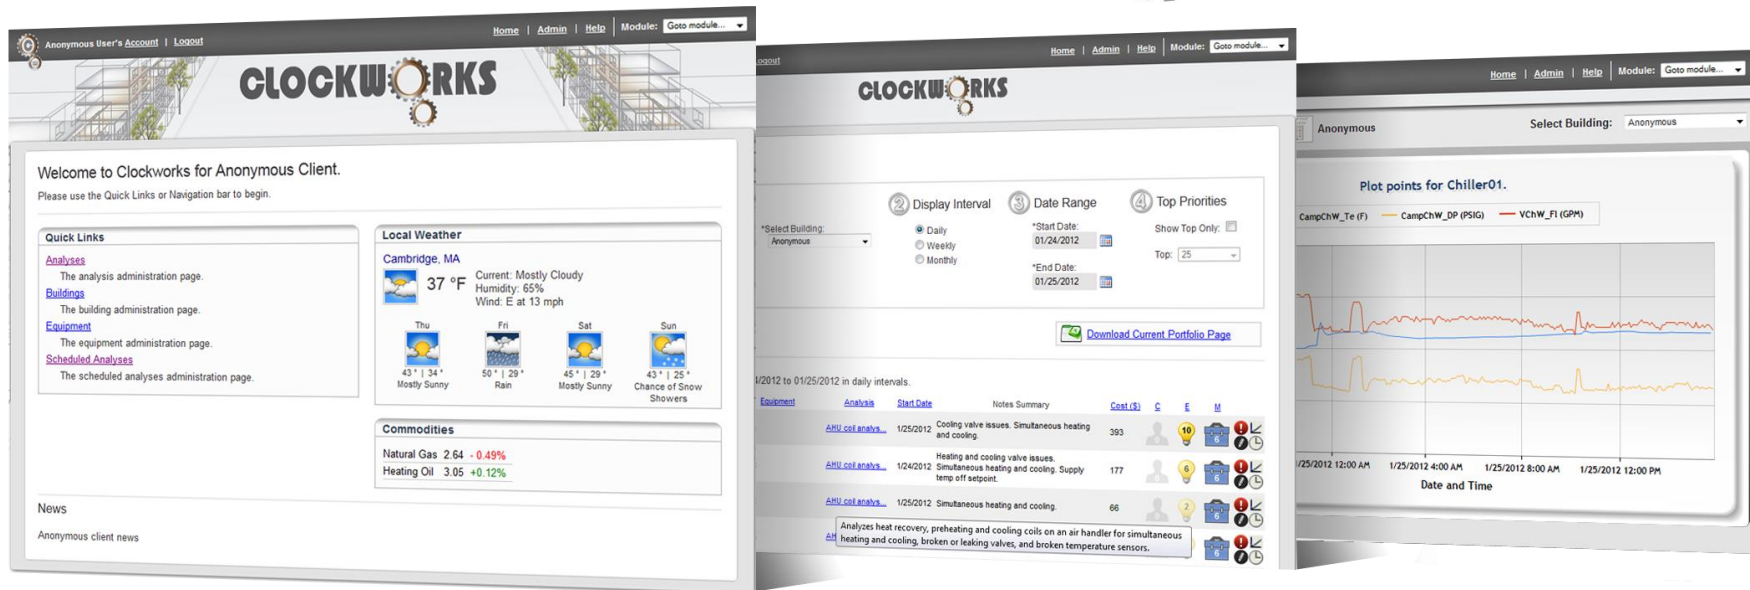 Anonymous User's Account | Logout
Home | Admin | Help | Module: Goto module...
CLOCKWORKS
Welcome to Clockworks for Anonymous Client.
Please use the Quick Links or Navigation bar to begin.
Quick Links
Analyses
The analysis administration page.
Buildings
The building administration page.
Equipment
The equipment administration page.
Scheduled Analyses
The scheduled analyses administration page.
Local Weather
Cambridge, MA
37 °F
Current: Mostly Cloudy
Humidity: 65%
Wind: E at 13 mph
Thu Fri Sat Sun
43 ° | 34 ° 50 ° | 29 ° 45 ° | 29 ° 43 ° | 25 °
Mostly Sunny Rain Mostly Sunny Chance of Snow
Showers
Commodities
Natural Gas 2.64 - 0.49%
Heating Oil 3.05 +0.12%
News
Anonymous client news
ogout
Home | Admin | Help | Module: Goto module...
CLOCKWORKS
2 Display Interval 3 Date Range 4 Top Priorities
*Select Building:
Anonymous
Daily
Weekly
Monthly
*Start Date:
01/24/2012
*End Date:
01/25/2012
Show Top Only:
Top: 25
Download Current Portfolio Page
/2012 to 01/25/2012 in daily intervals.
Equipment Analysis Start Date Notes Summary Cost ($) C E M
AHU coil analys... 1/25/2012 Cooling valve issues. Simultaneous heating
and cooling. 393 10 6
AHU coil analys... 1/24/2012 Heating and cooling valve issues.
Simultaneous heating and cooling. Supply
temp off setpoint. 177 6 6
AHU coil analys... 1/25/2012 Simultaneous heating and cooling. 66 2 6
AH 6
Analyzes heat recovery, preheating and cooling coils on an air handler for simultaneous
heating and cooling, broken or leaking valves, and broken temperature sensors.
Home | Admin | Help | Module: Goto module...
Anonymous
Select Building: Anonymous
Plot points for Chiller01.
CampChW_Te (F) CampChW_DP (PSIG) VChW_Fl (GPM)
/25/2012 12:00 AM 1/25/2012 4:00 AM 1/25/2012 8:00 AM 1/25/2012 12:00 PM
Date and Time